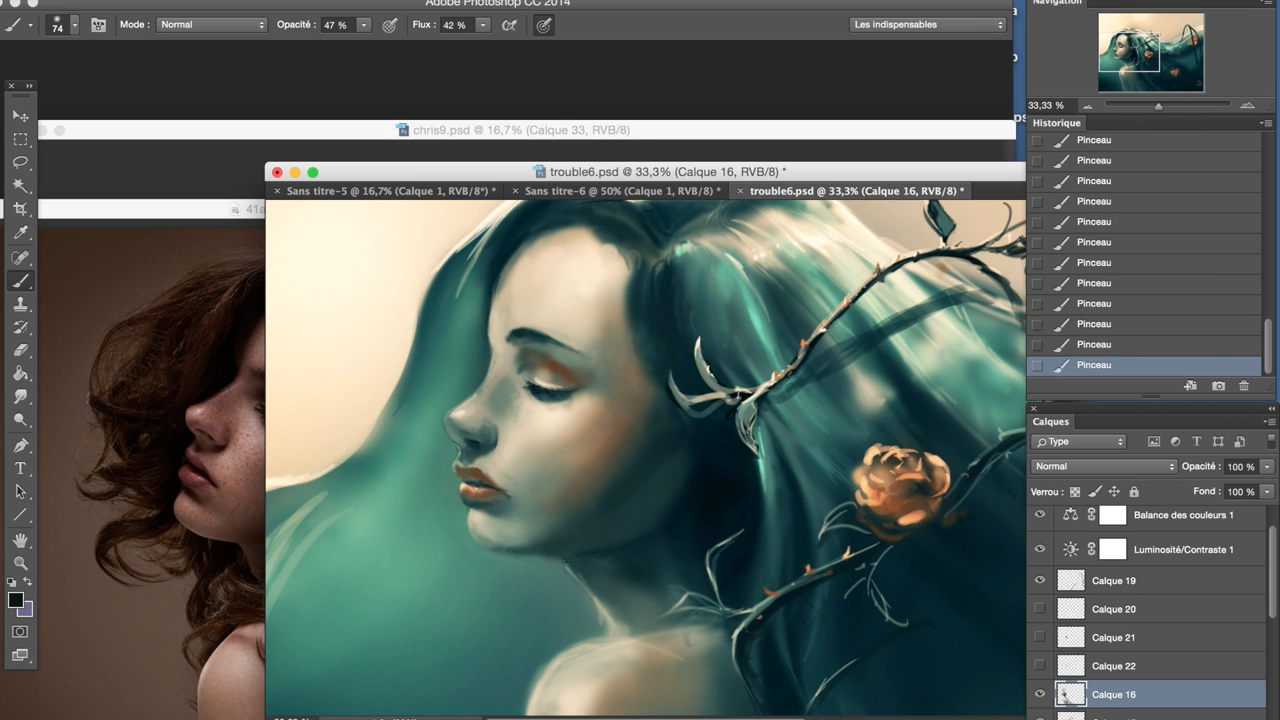 Adobe Photoshop CC 2014
74
Mode : Normal
Opacité : 47 %
Flux : 42 %
Les indispensables
Navigation
33,33 %
chris9.psd @ 16,7% (Calque 33, RVB/8)
trouble6.psd @ 33,3% (Calque 16, RVB/8) *
Sans titre-5 @ 16,7% (Calque 1, RVB/8*) *
Sans titre-6 @ 50% (Calque 1, RVB/8) *
trouble6.psd @ 33,3% (Calque 16, RVB/8) *
41a
Historique
Pinceau
Pinceau
Pinceau
Pinceau
Pinceau
Pinceau
Pinceau
Pinceau
Pinceau
Pinceau
Pinceau
Pinceau
Calques
Type
Normal
Opacité : 100 %
Verrou :
Fond : 100 %
Balance des couleurs 1
Luminosité/Contraste 1
Calque 19
Calque 20
Calque 21
Calque 22
Calque 16